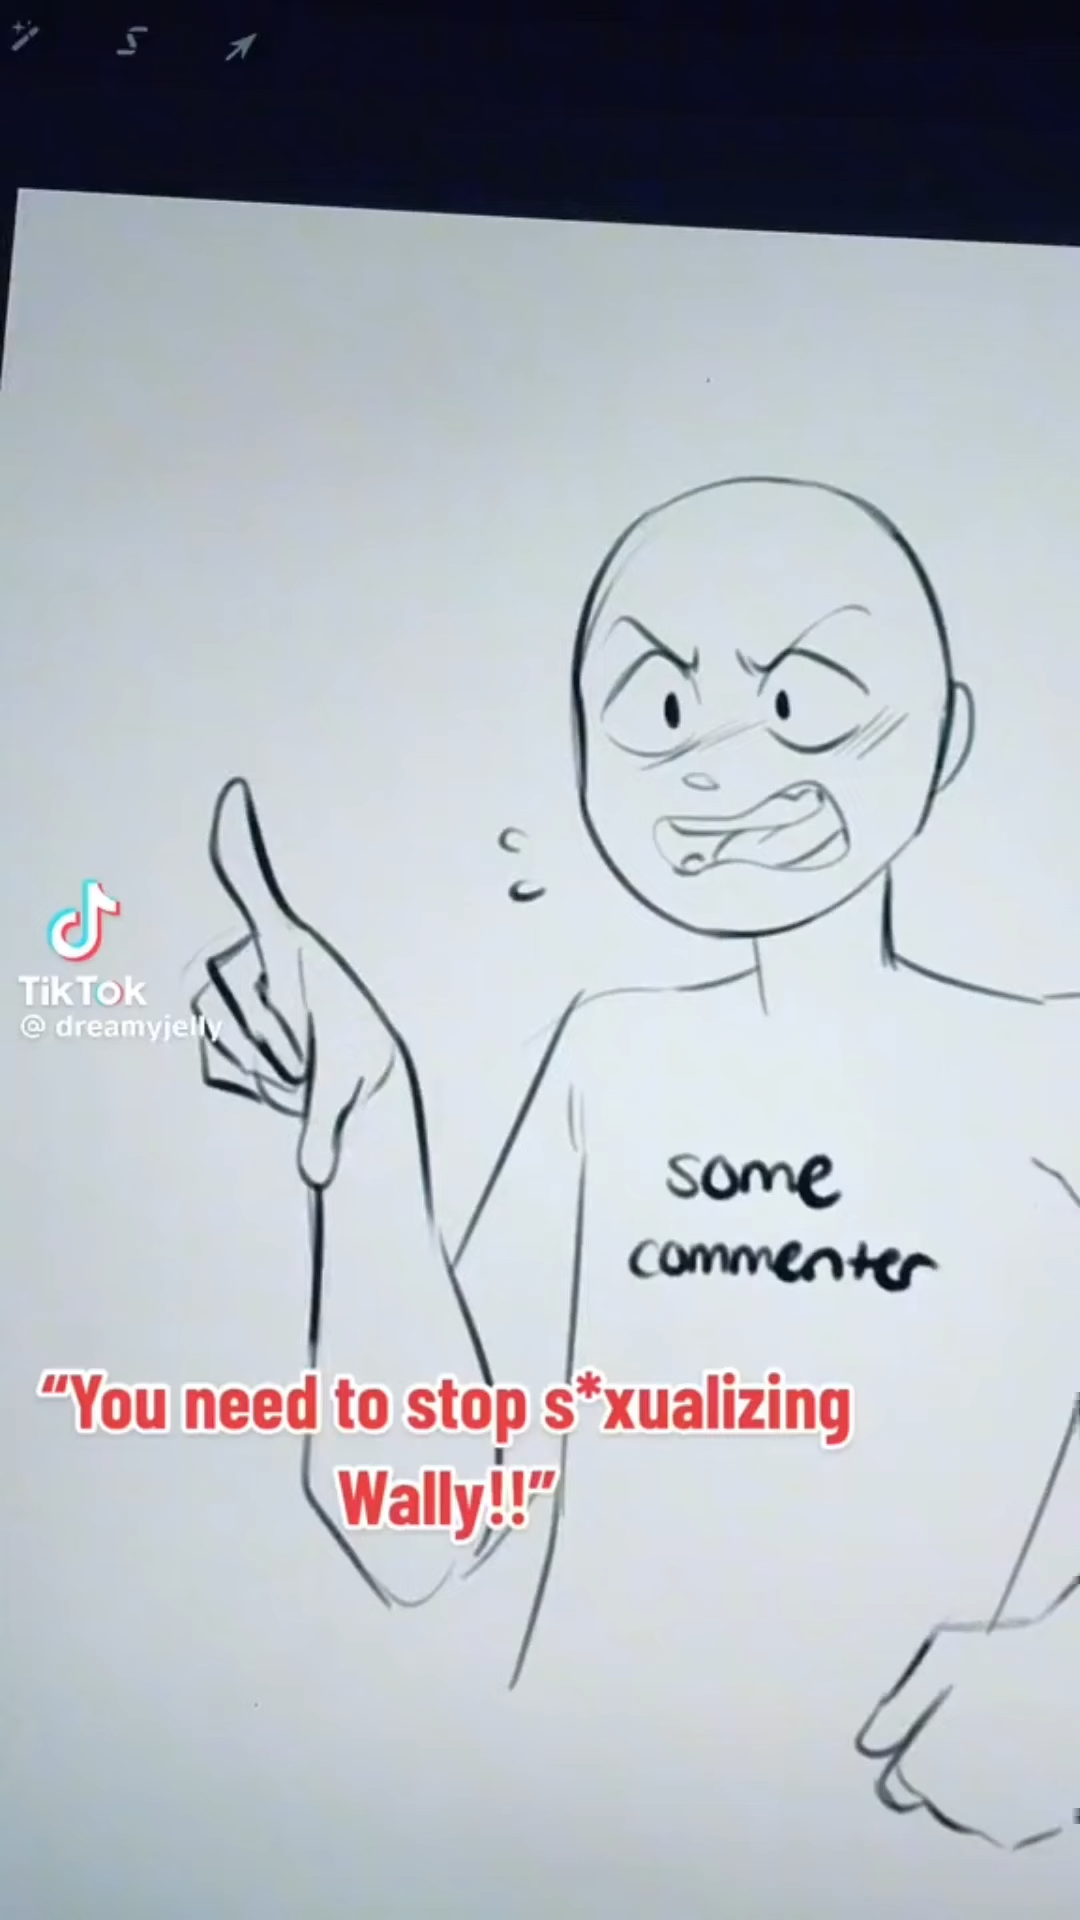 TikTok
@ dreamyjelly
some
commenter
"You need to stop s*xualizing
Wally!!"